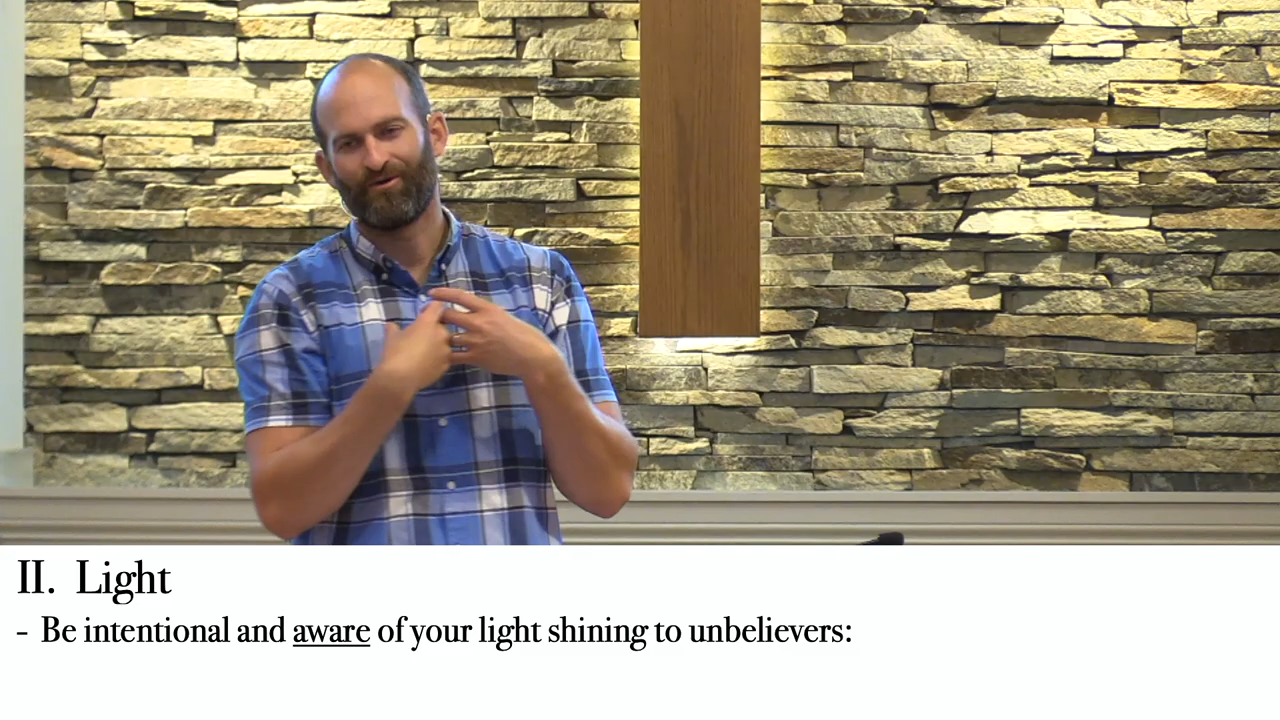 II. Light
- Be intentional and aware of your light shining to unbelievers: